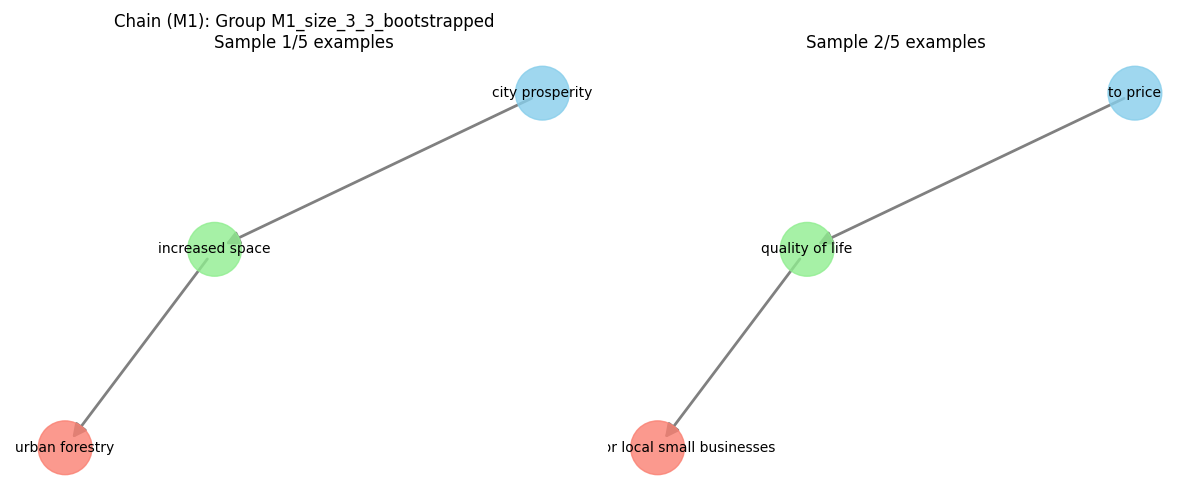 Chain (M1): Group M1_size_3_3_bootstrapped
Sample 1/5 examples
city prosperity
increased space
urban forestry
Sample 2/5 examples
to price
quality of life
local small businesses